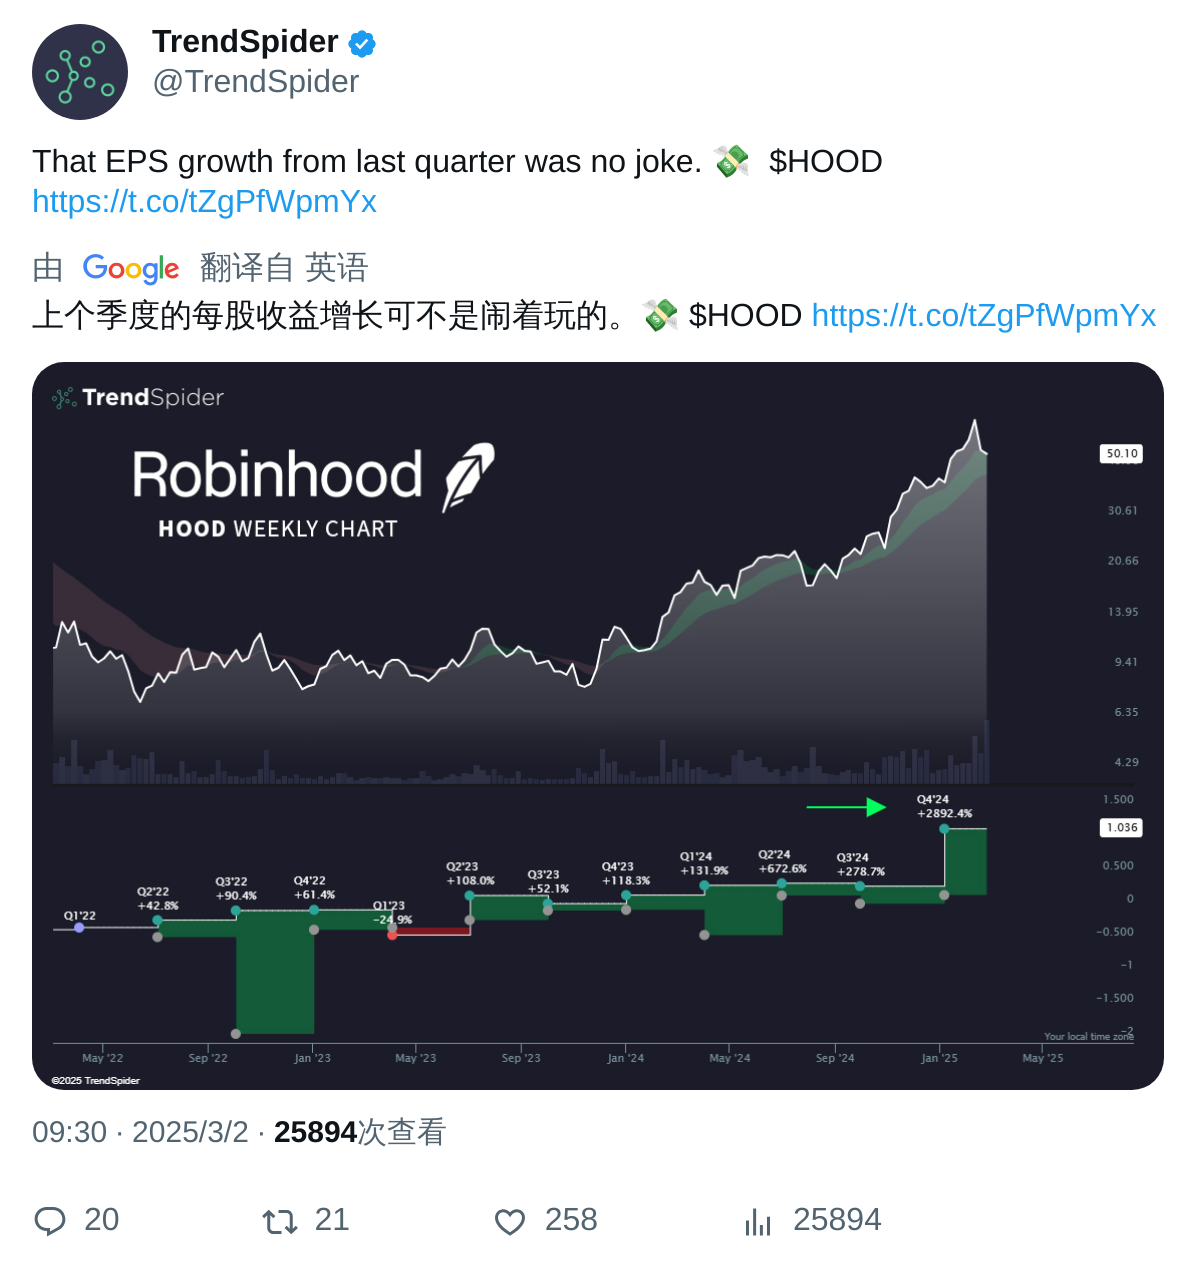 TrendSpider
@TrendSpider
That EPS growth from last quarter was no joke. 💸 $HOOD
https://t.co/tZgPfWpmYx
由 Google 翻译自 英语
上个季度的每股收益增长可不是闹着玩的。💸 $HOOD https://t.co/tZgPfWpmYx
TrendSpider
Robinhood
HOOD WEEKLY CHART
50.10
30.61
20.66
13.95
9.41
6.35
4.29
1.500
1.036
0.500
0
−0.500
−1
−1.500
−2
Q1'22
Q2'22
+42.8%
Q3'22
+90.4%
Q4'22
+61.4%
Q1'23
−24.9%
Q2'23
+108.0%
Q3'23
+52.1%
Q4'23
+118.3%
Q1'24
+131.9%
Q2'24
+672.6%
Q3'24
+278.7%
Q4'24
+2892.4%
Your local time zone
May '22 Sep '22 Jan '23 May '23 Sep '23 Jan '24 May '24 Sep '24 Jan '25 May '25
©2025 TrendSpider
09:30 · 2025/3/2 · 25894次查看
20 21 258 25894